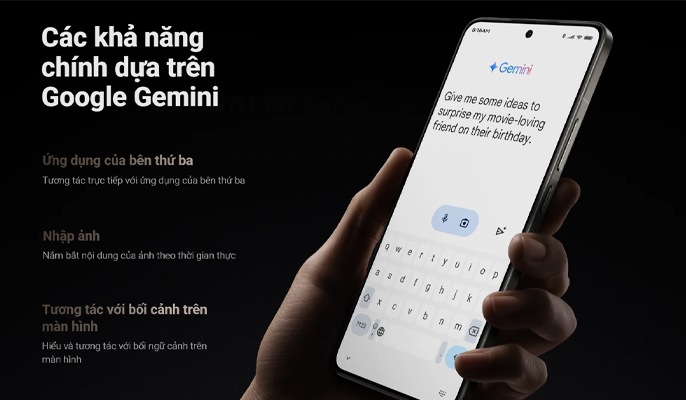 Các khả năng
chính dựa trên
Google Gemini
Ứng dụng của bên thứ ba
Tương tác trực tiếp với ứng dụng của bên thứ ba
Nhập ảnh
Nắm bắt nội dung của ảnh theo thời gian thực
Tương tác với bối cảnh trên
màn hình
Hiểu và tương tác với bối ngữ cảnh trên
màn hình
8:16AM
Gemini
Give me some ideas to
surprise my movie-loving
friend on their birthday.
q w e r t y u i o p
a s d f g h j k l
z x c v b n m
?123